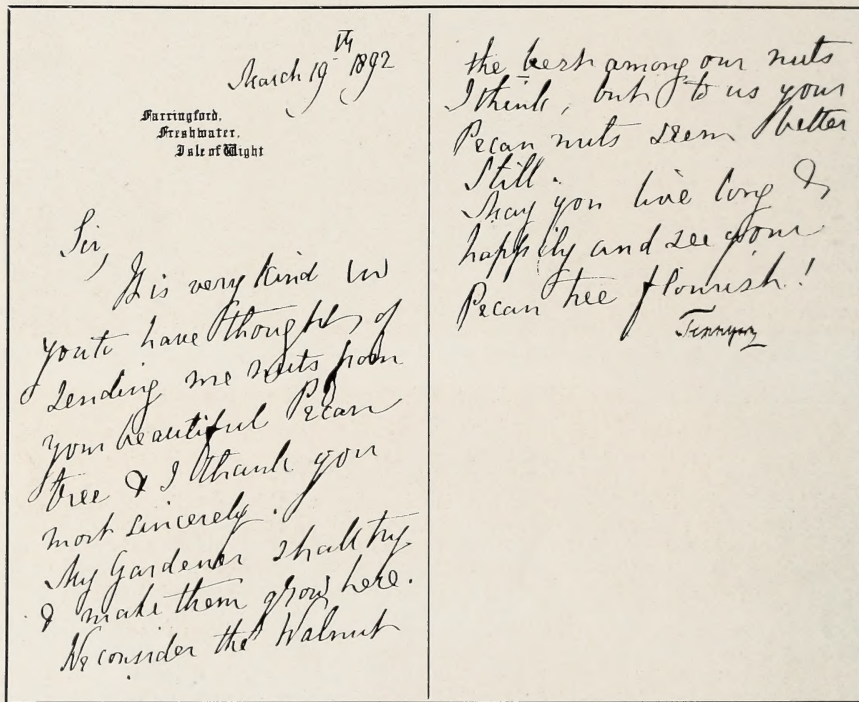 March 19th 1892
Farringford,
Freshwater,
Isle of Wight
Sir,
It is very kind in
you to have thought of
sending me nuts from
your beautiful Pecan
tree & I thank you
most sincerely.
My Gardener shall try
& make them grow here.
We consider the Walnut
the best among our nuts
I think, but to us your
Pecan nuts seem better
still.
May you live long &
happily and see your
Pecan tree flourish!
Tennyson